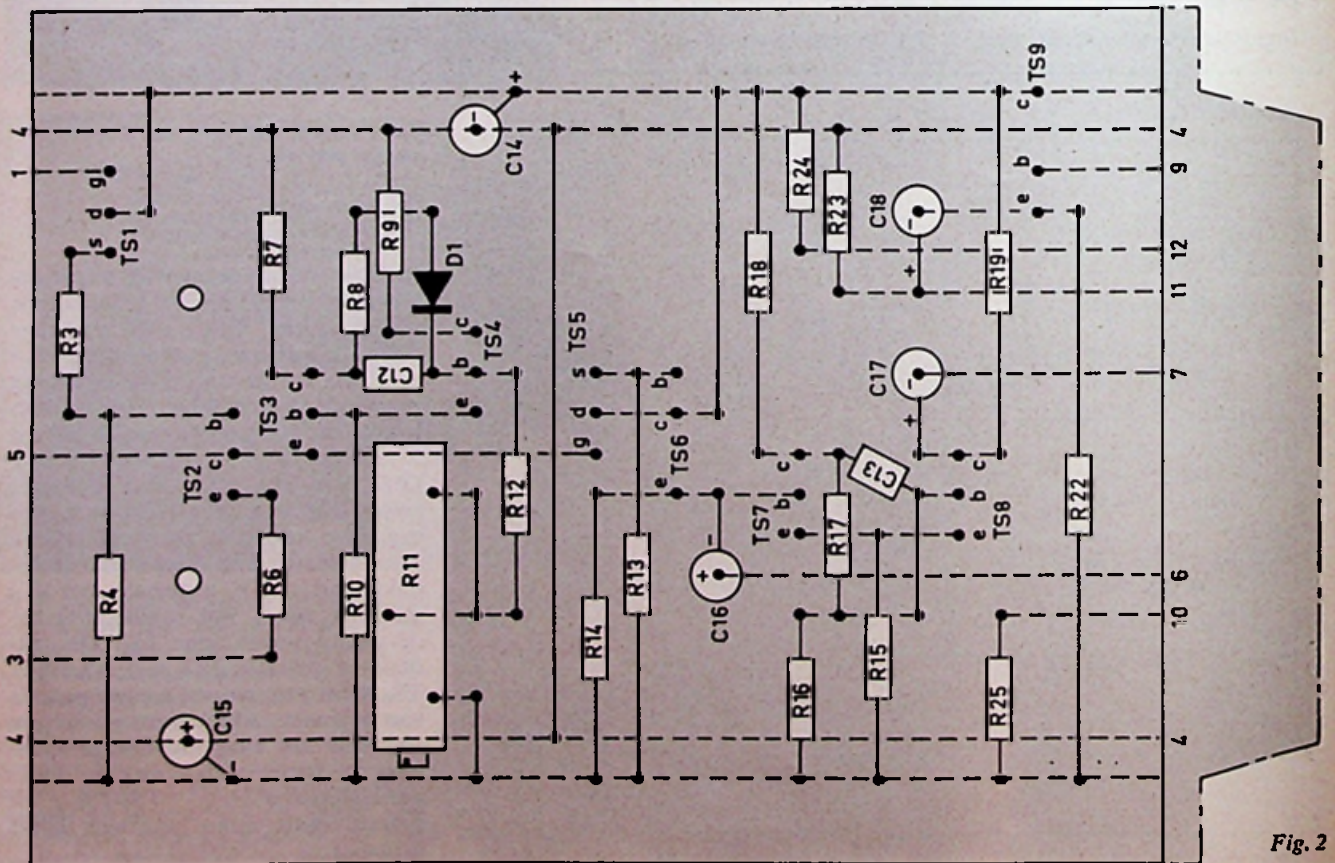 4
1
5
3
4
TS1
g
d
s
R3
R4
C15
+
-
TS2
b
c
e
R6
R7
TS3
c
b
e
R8
R9
D1
C12
R10
R11
TS4
c
b
e
R12
C14
-
+
TS5
s
d
g
R14
R13
TS6
b
c
e
C16
-
+
R18
R24
R23
TS7
c
b
e
R17
R16
R15
C13
C18
-
+
C17
-
+
TS8
c
b
e
R19
R25
R22
TS9
c
b
e
4
9
12
11
7
6
10
4
Fig. 2